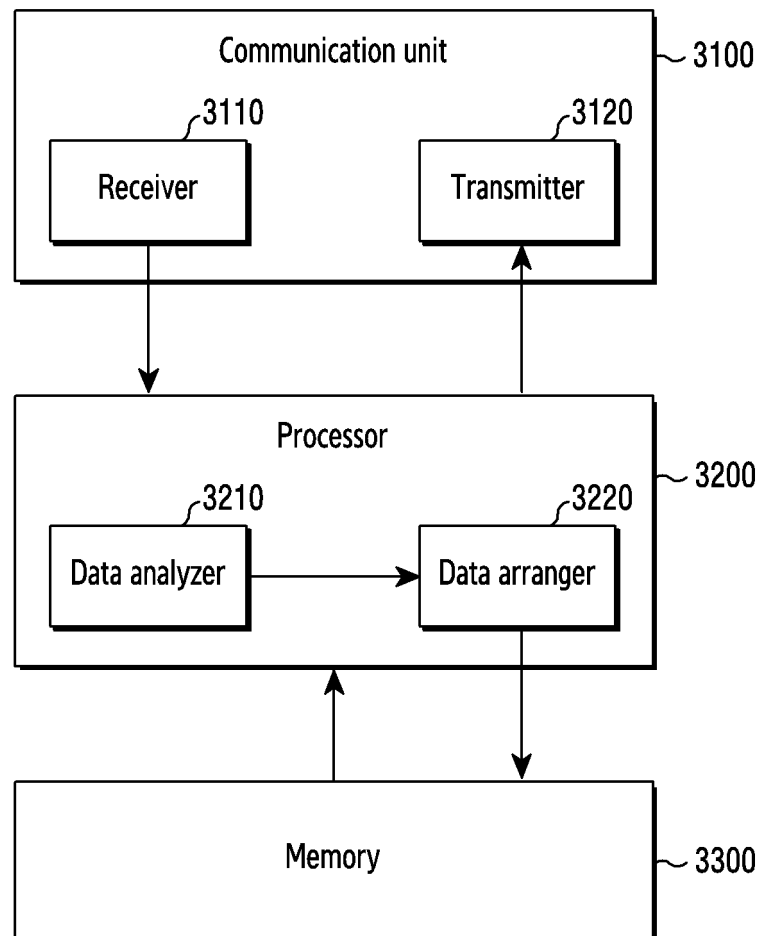 Communication unit
3100
3110
3120
Receiver
Transmitter
Processor
3200
3210
3220
Data analyzer
Data arranger
Memory
3300